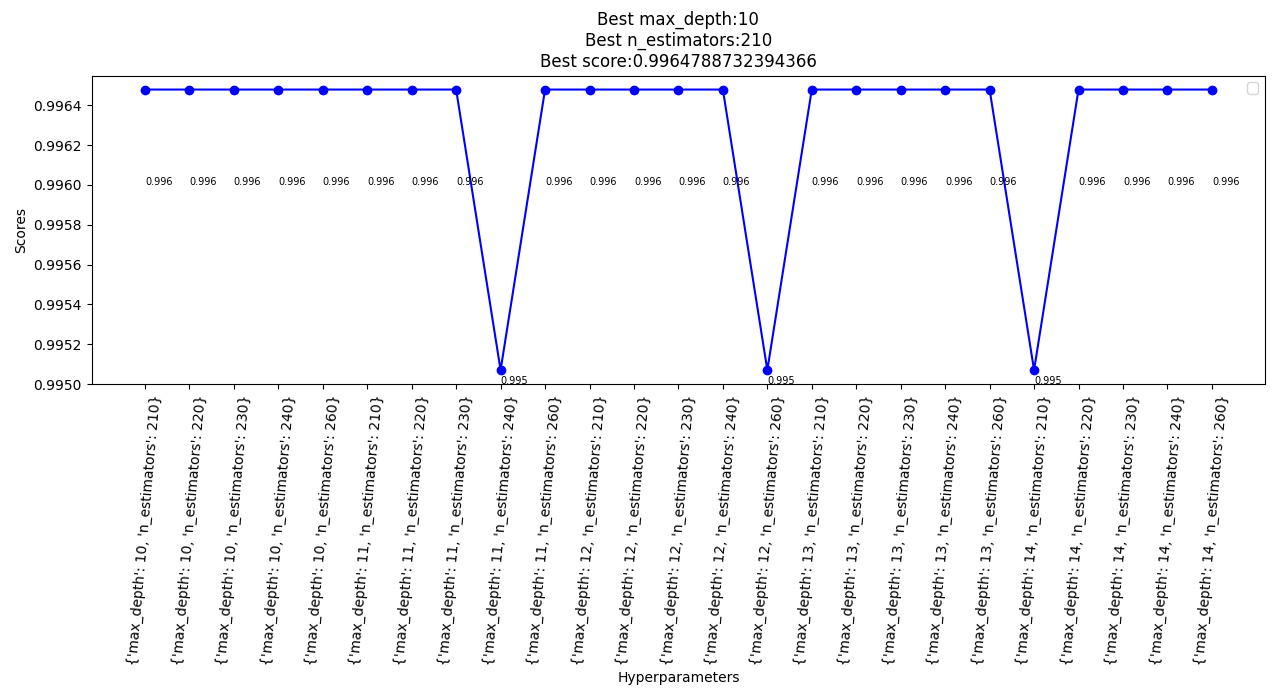 Best max_depth:10
Best n_estimators:210
Best score:0.9964788732394366
Scores
0.9964
0.9962
0.9960
0.9958
0.9956
0.9954
0.9952
0.9950
0.996 0.996 0.996 0.996 0.996 0.996 0.996 0.996 0.996 0.996 0.996 0.996 0.996 0.996 0.996 0.996 0.996 0.996 0.996 0.996 0.996 0.996
0.995 0.995 0.995
{'max_depth': 10, 'n_estimators': 210}
{'max_depth': 10, 'n_estimators': 220}
{'max_depth': 10, 'n_estimators': 230}
{'max_depth': 10, 'n_estimators': 240}
{'max_depth': 10, 'n_estimators': 260}
{'max_depth': 11, 'n_estimators': 210}
{'max_depth': 11, 'n_estimators': 220}
{'max_depth': 11, 'n_estimators': 230}
{'max_depth': 11, 'n_estimators': 240}
{'max_depth': 11, 'n_estimators': 260}
{'max_depth': 12, 'n_estimators': 210}
{'max_depth': 12, 'n_estimators': 220}
{'max_depth': 12, 'n_estimators': 230}
{'max_depth': 12, 'n_estimators': 240}
{'max_depth': 12, 'n_estimators': 260}
{'max_depth': 13, 'n_estimators': 210}
{'max_depth': 13, 'n_estimators': 220}
{'max_depth': 13, 'n_estimators': 230}
{'max_depth': 13, 'n_estimators': 240}
{'max_depth': 13, 'n_estimators': 260}
{'max_depth': 14, 'n_estimators': 210}
{'max_depth': 14, 'n_estimators': 220}
{'max_depth': 14, 'n_estimators': 230}
{'max_depth': 14, 'n_estimators': 240}
{'max_depth': 14, 'n_estimators': 260}
Hyperparameters